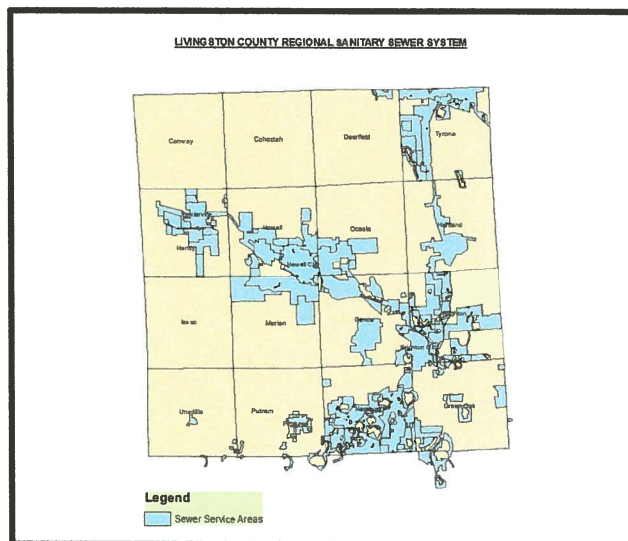 LIVINGSTON COUNTY REGIONAL SANITARY SEWER SYSTEM
Conway
Cohoctah
Deerfield
Tyrone
Howell
Oceola
Hartland
Handy
Howell C
Iosco
Marion
Genoa
Brighton C
Unadilla
Putnam
Green Oak
Legend
Sewer Service Areas